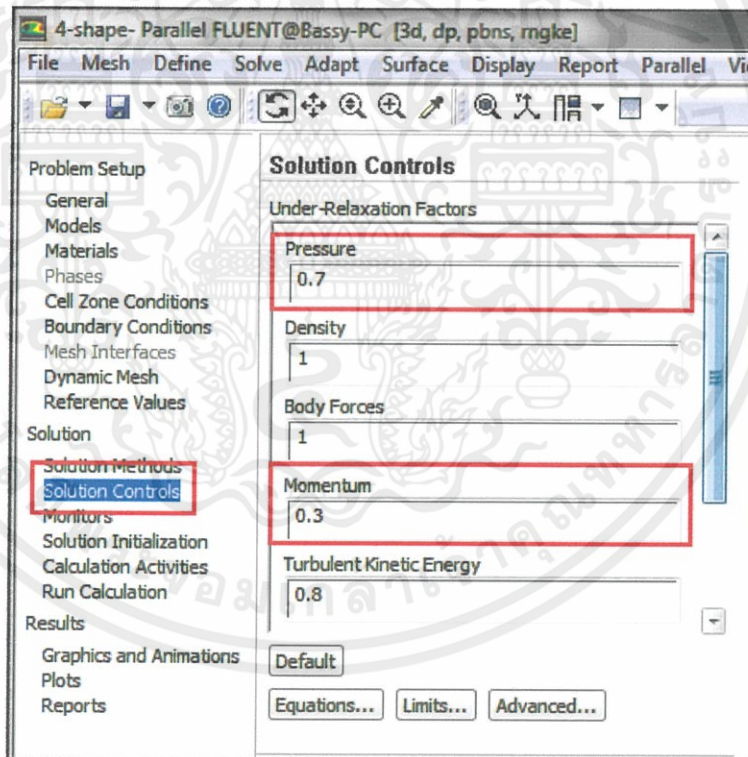 4-shape- Parallel FLUENT@Bassy-PC [3d, dp, pbns, rngke]
File Mesh Define Solve Adapt Surface Display Report Parallel Vi
Problem Setup
General
Models
Materials
Phases
Cell Zone Conditions
Boundary Conditions
Mesh Interfaces
Dynamic Mesh
Reference Values
Solution
Solution Methods
Solution Controls
Monitors
Solution Initialization
Calculation Activities
Run Calculation
Results
Graphics and Animations
Plots
Reports
Solution Controls
Under-Relaxation Factors
Pressure
0.7
Density
1
Body Forces
1
Momentum
0.3
Turbulent Kinetic Energy
0.8
Default
Equations... Limits... Advanced...